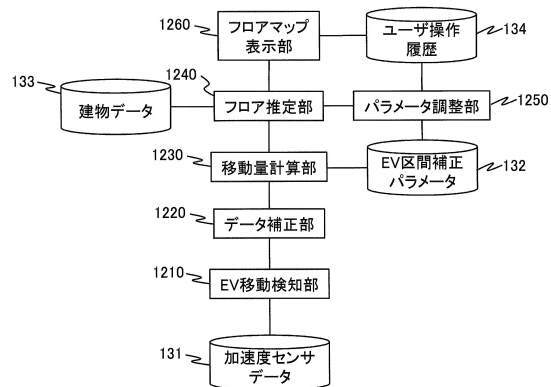 1260
フロアマップ
表示部
ユーザ操作
履歴
134
133
建物データ
1240
フロア推定部
パラメータ調整部
1250
1230
移動量計算部
EV区間補正
パラメータ
132
1220
データ補正部
1210
EV移動検知部
131
加速度センサ
データ